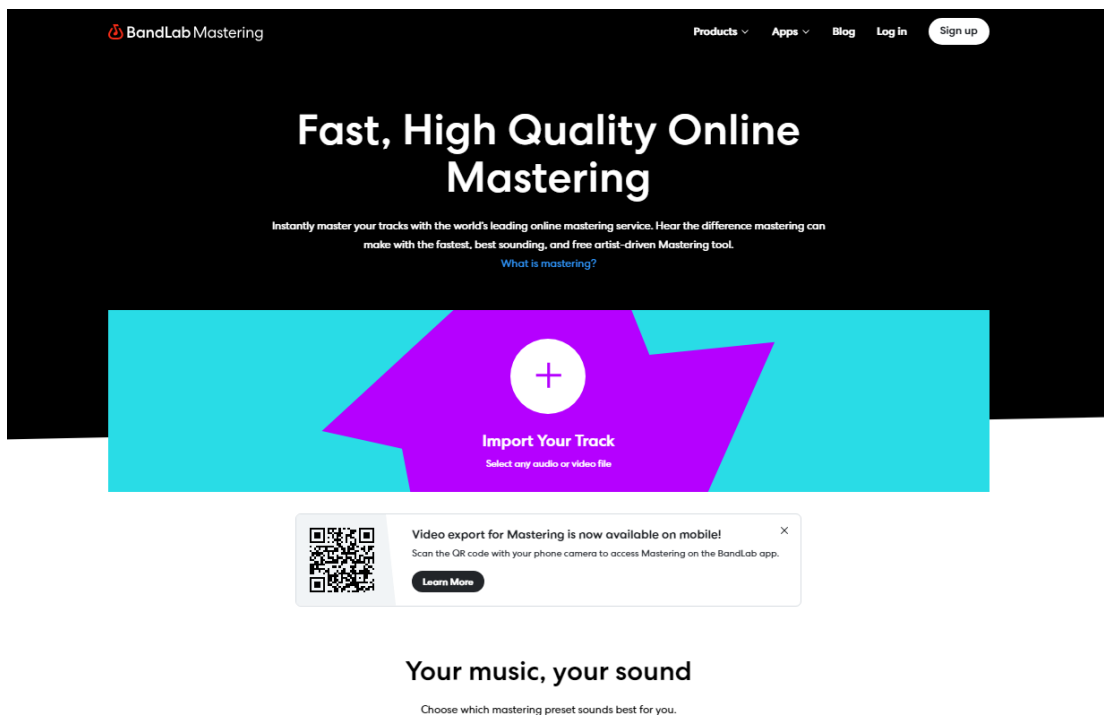 BandLab Mastering
Products
Apps
Blog
Log in
Sign up
Fast, High Quality Online
Mastering
Instantly master your tracks with the world's leading online mastering service. Hear the difference mastering can
make with the fastest, best sounding, and free artist-driven Mastering tool.
What is mastering?
Import Your Track
Select any audio or video file
Video export for Mastering is now available on mobile!
Scan the QR code with your phone camera to access Mastering on the BandLab app.
Learn More
Your music, your sound
Choose which mastering preset sounds best for you.